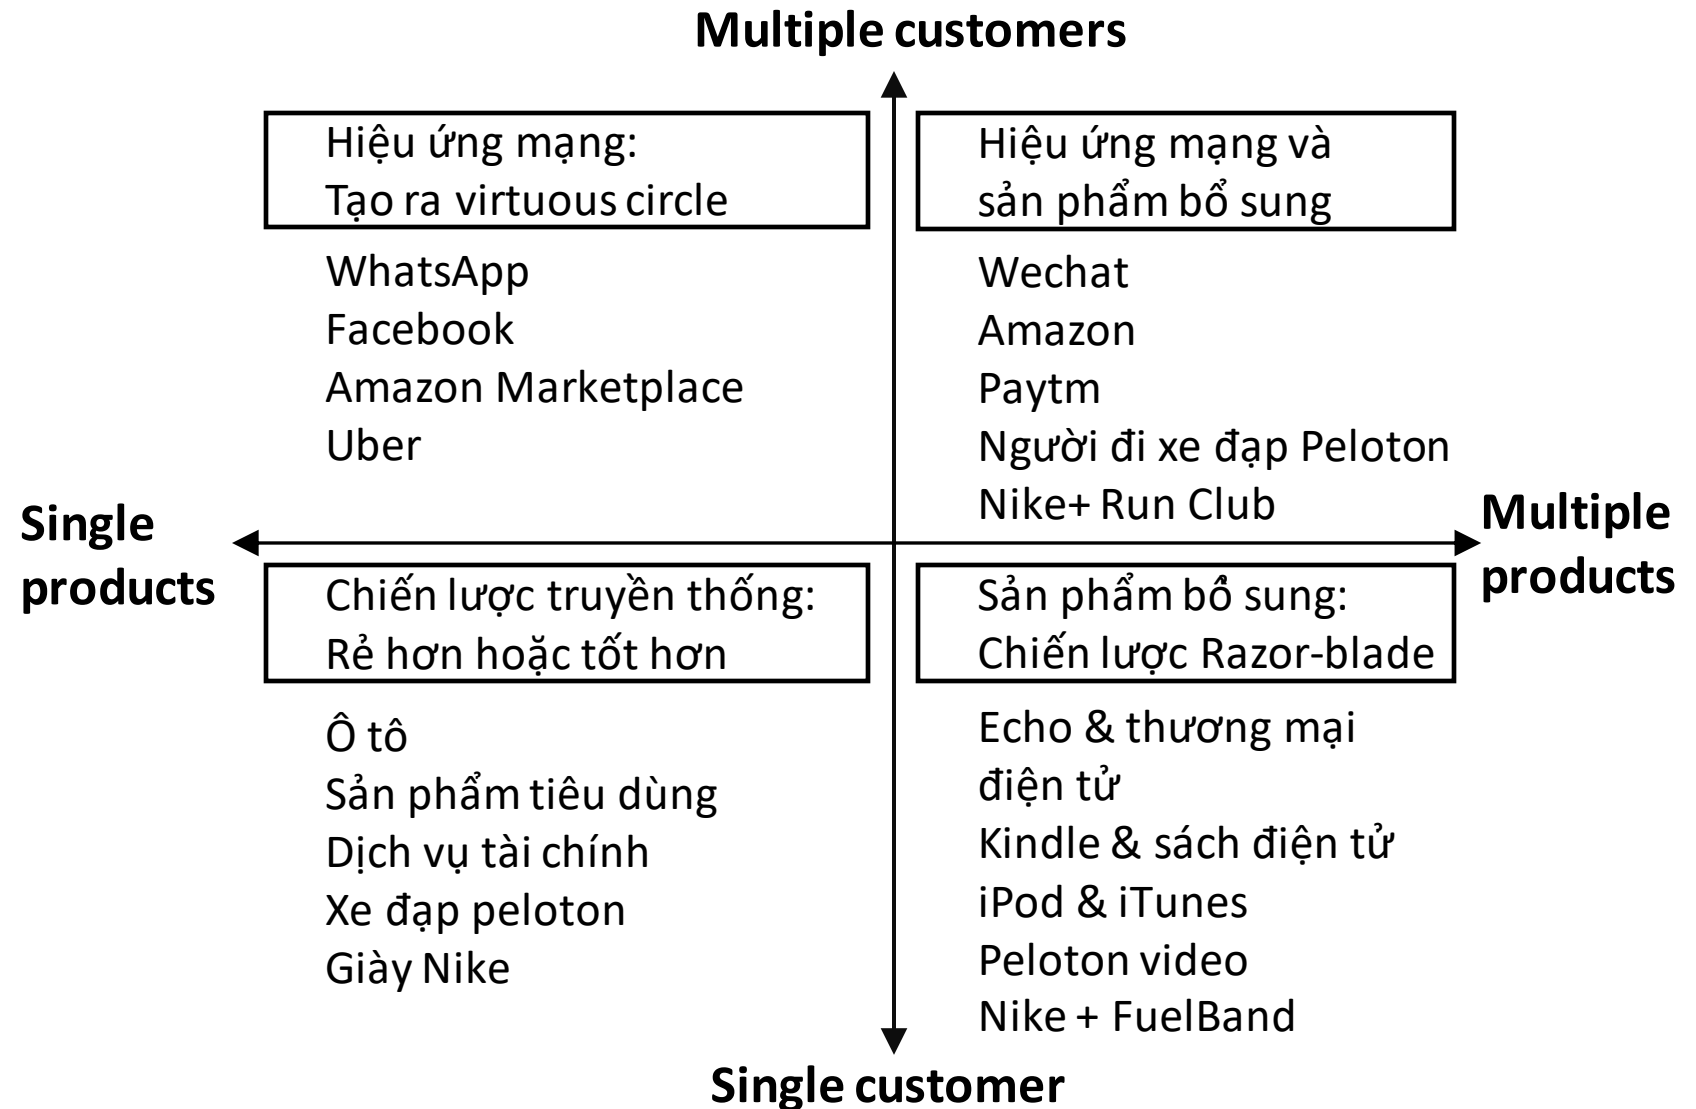 Multiple customers
Hiệu ứng mạng:
Tạo ra virtuous circle
WhatsApp
Facebook
Amazon Marketplace
Uber
Hiệu ứng mạng và
sản phẩm bổ sung
Wechat
Amazon
Paytm
Người đi xe đạp Peloton
Nike+ Run Club
Single
products
Multiple
products
Chiến lược truyền thống:
Rẻ hơn hoặc tốt hơn
Ô tô
Sản phẩm tiêu dùng
Dịch vụ tài chính
Xe đạp peloton
Giày Nike
Sản phẩm bổ sung:
Chiến lược Razor-blade
Echo & thương mại
điện tử
Kindle & sách điện tử
iPod & iTunes
Peloton video
Nike + FuelBand
Single customer